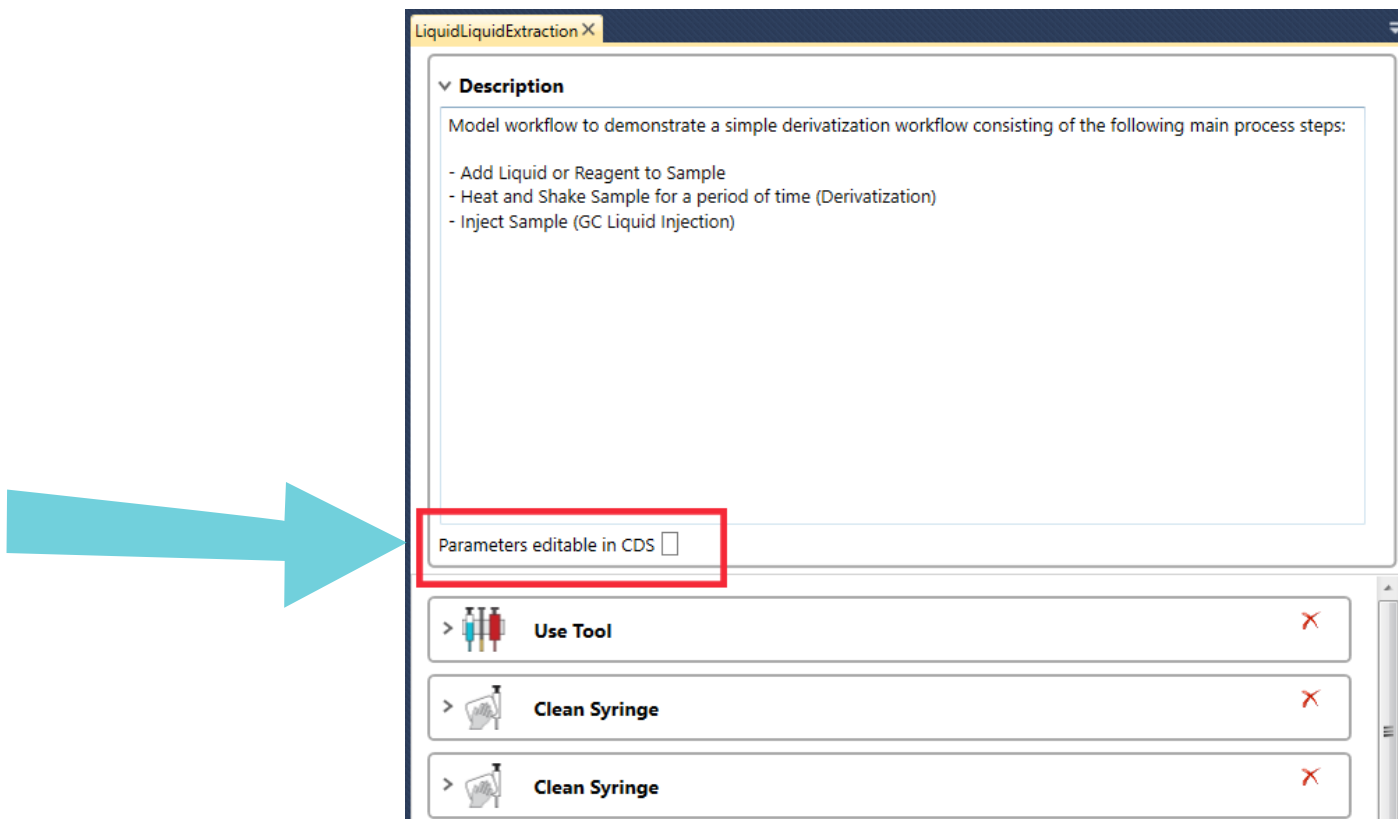 LiquidLiquidExtraction
Description
Model workflow to demonstrate a simple derivatization workflow consisting of the following main process steps:
- Add Liquid or Reagent to Sample
- Heat and Shake Sample for a period of time (Derivatization)
- Inject Sample (GC Liquid Injection)
Parameters editable in CDS
Use Tool
Clean Syringe
Clean Syringe